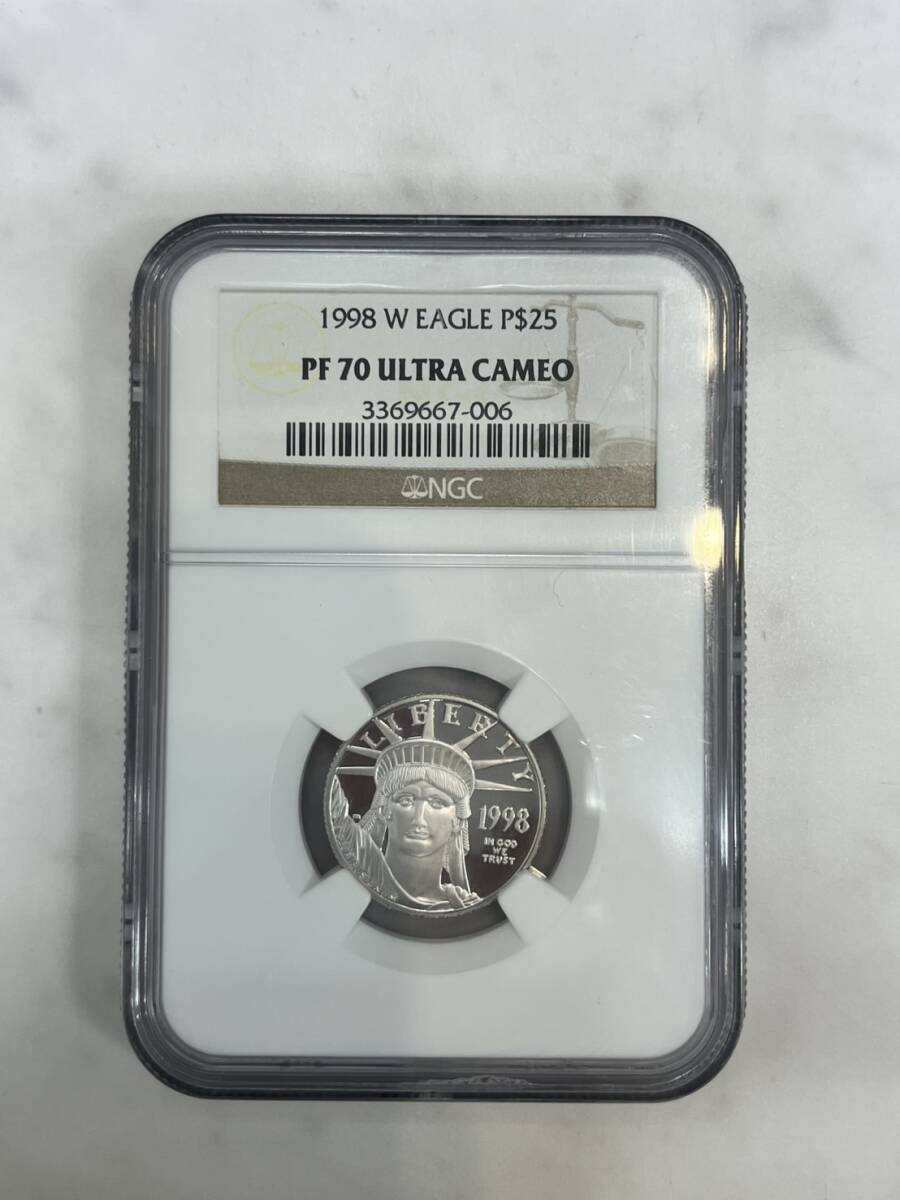 1998 W EAGLE P$25
PF 70 ULTRA CAMEO
3369667-006
NGC
LIBERTY
1998
IN GOD
WE
TRUST